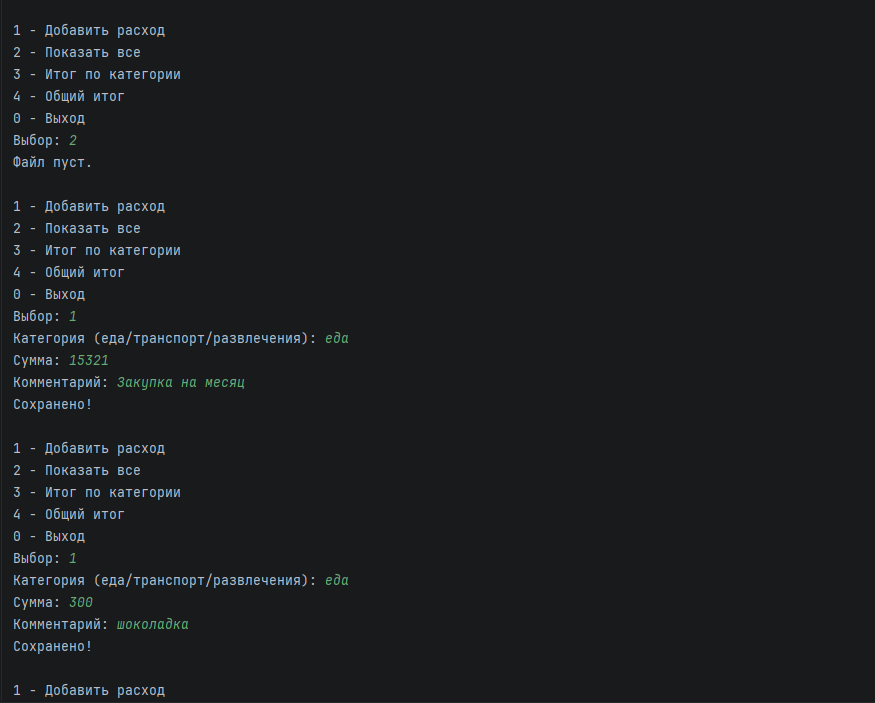 1 - Добавить расход
2 - Показать все
3 - Итог по категории
4 - Общий итог
0 - Выход
Выбор: 2
Файл пуст.
1 - Добавить расход
2 - Показать все
3 - Итог по категории
4 - Общий итог
0 - Выход
Выбор: 1
Категория (еда/транспорт/развлечения): еда
Сумма: 15321
Комментарий: Закупка на месяц
Сохранено!
1 - Добавить расход
2 - Показать все
3 - Итог по категории
4 - Общий итог
0 - Выход
Выбор: 1
Категория (еда/транспорт/развлечения): еда
Сумма: 300
Комментарий: шоколадка
Сохранено!
1 - Добавить расход